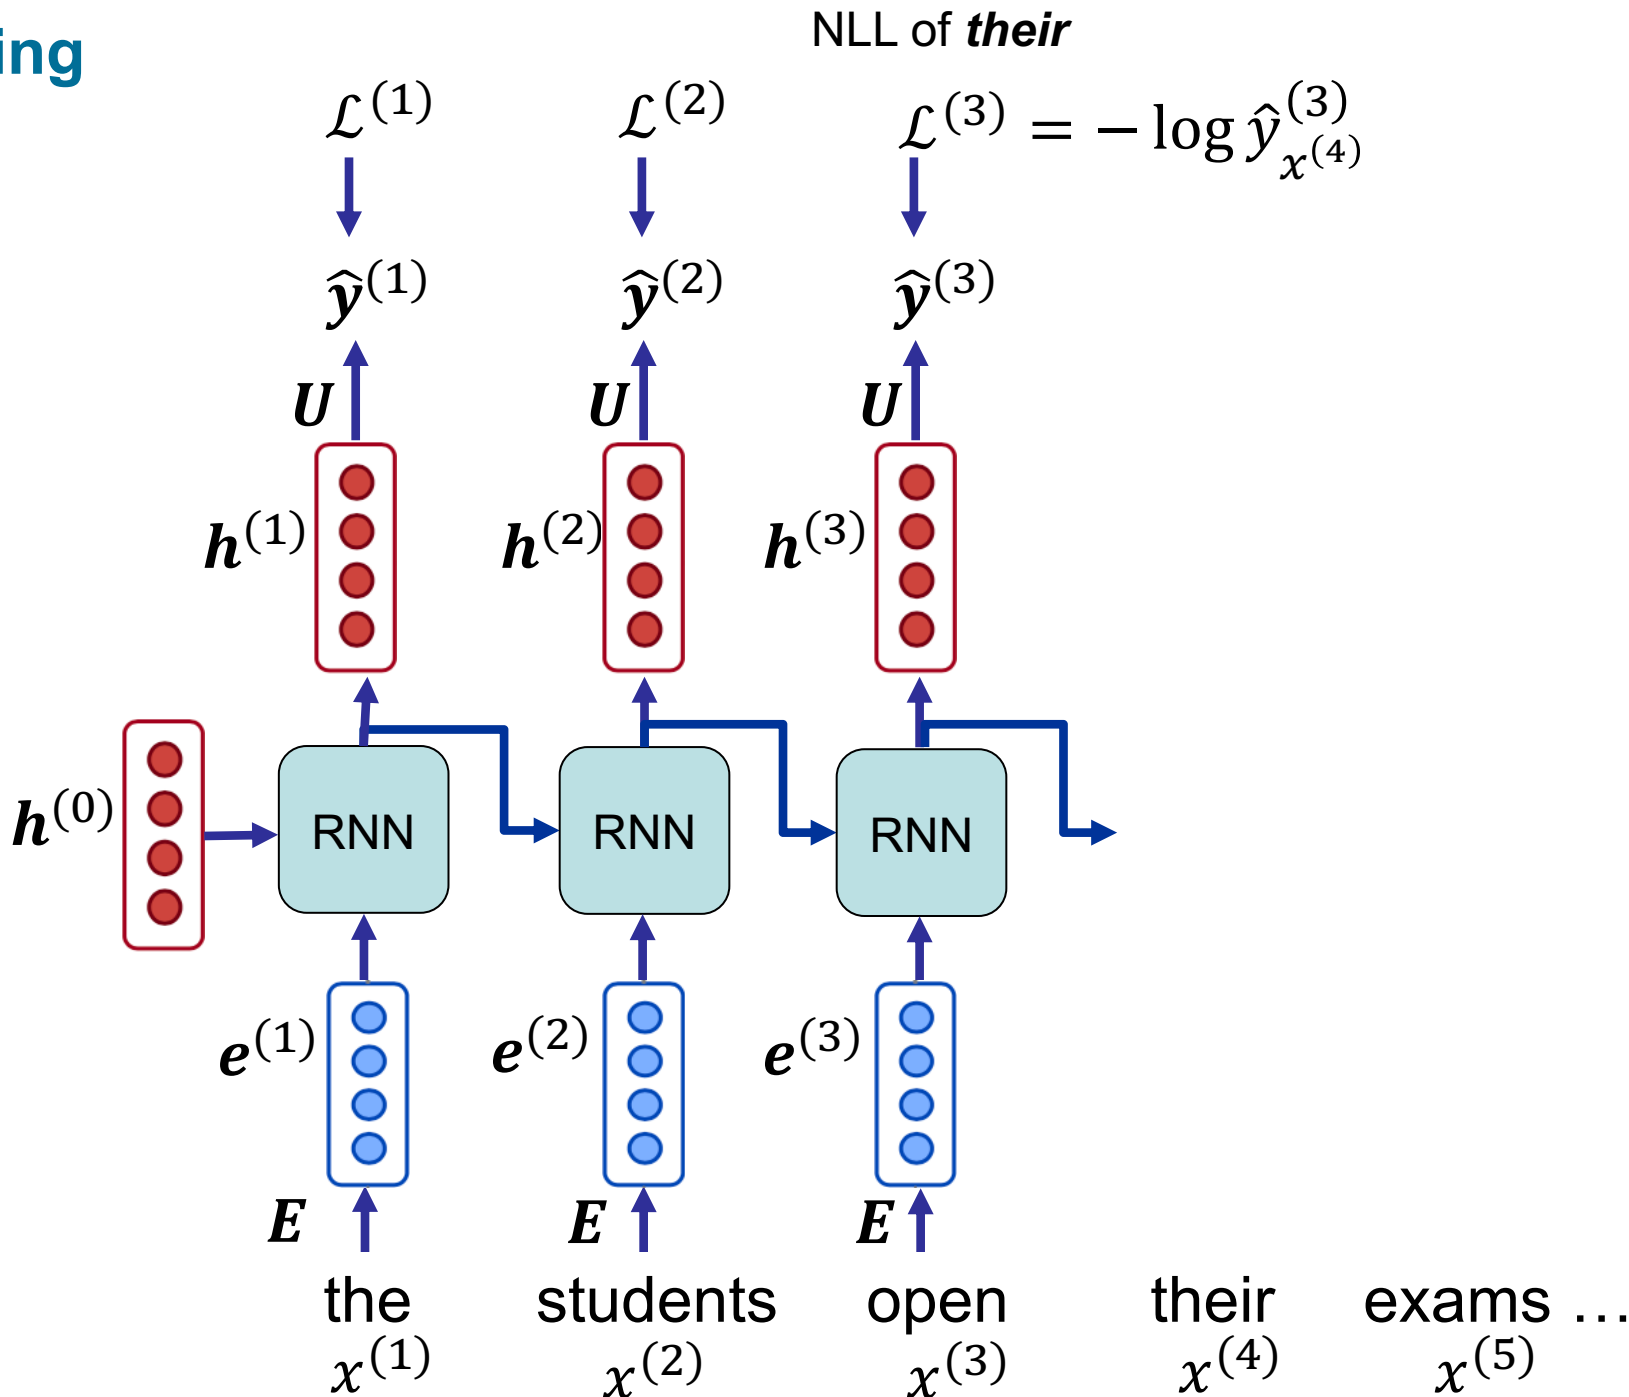 ing
NLL of their
ℒ^(1) ℒ^(2) ℒ^(3) = − log ŷ^(3)_x^(4)
ŷ^(1) ŷ^(2) ŷ^(3)
U U U
h^(1) h^(2) h^(3)
h^(0) RNN RNN RNN
e^(1) e^(2) e^(3)
E E E
the students open their exams …
x^(1) x^(2) x^(3) x^(4) x^(5)